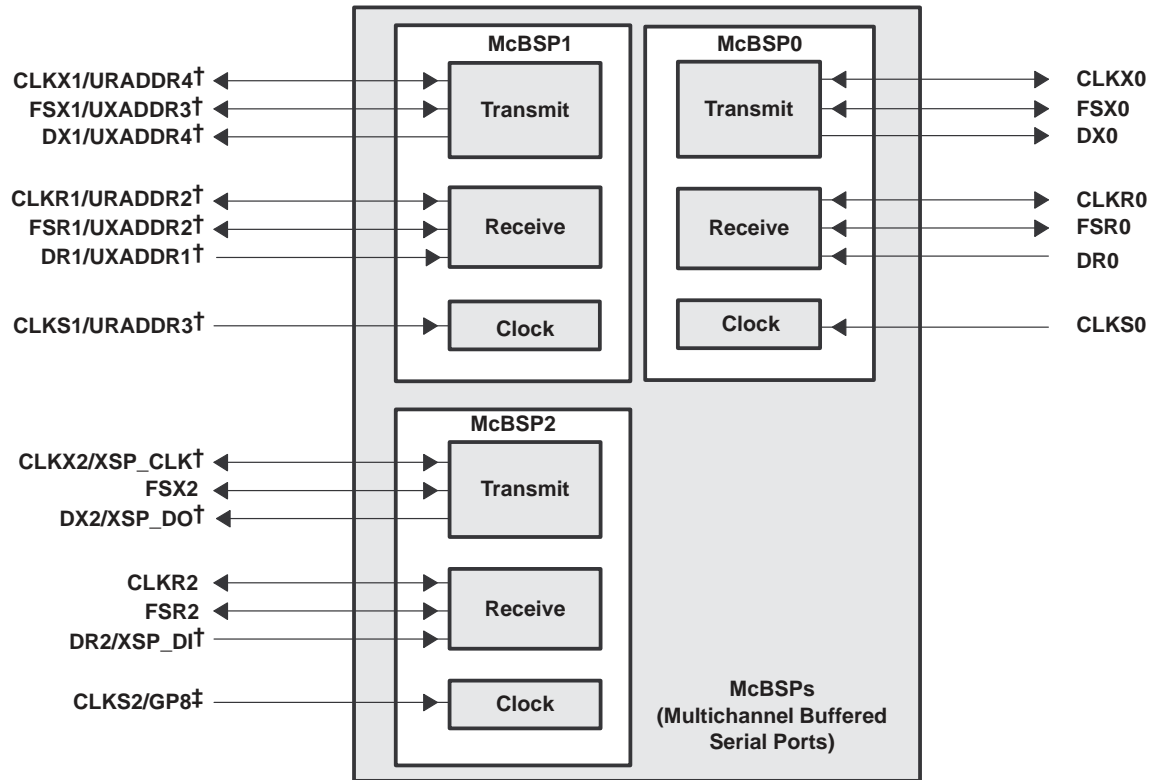 McBSP1
CLKX1/URADDR4†
FSX1/UXADDR3†
DX1/UXADDR4†
Transmit
CLKR1/URADDR2†
FSR1/UXADDR2†
DR1/UXADDR1†
Receive
CLKS1/URADDR3†
Clock
McBSP0
Transmit
CLKX0
FSX0
DX0
Receive
CLKR0
FSR0
DR0
Clock
CLKS0
McBSP2
CLKX2/XSP_CLK†
FSX2
DX2/XSP_DO†
Transmit
CLKR2
FSR2
DR2/XSP_DI†
Receive
CLKS2/GP8‡
Clock
McBSPs
(Multichannel Buffered
Serial Ports)